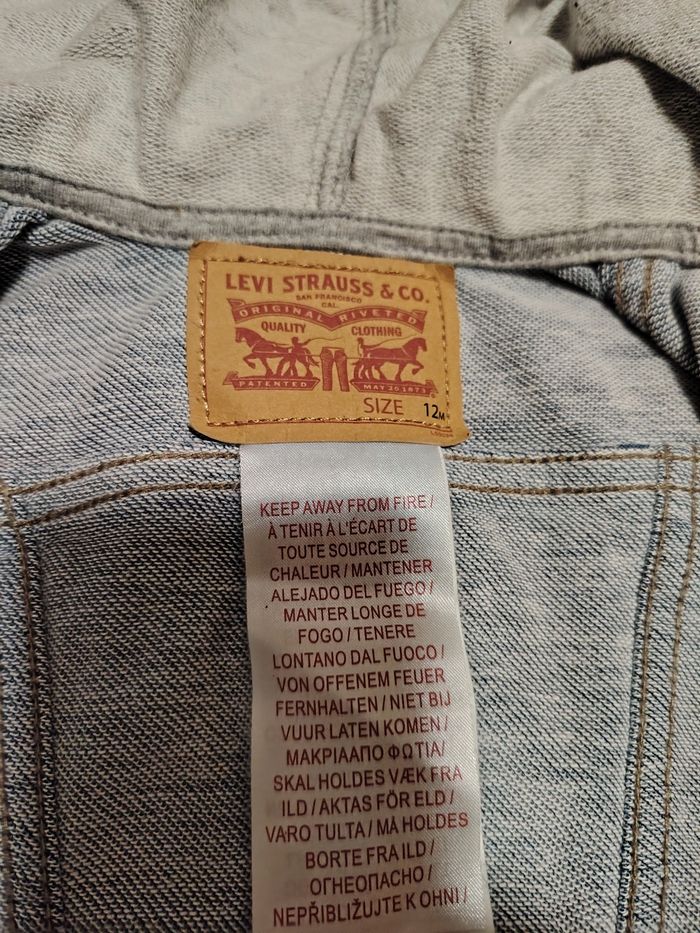 LEVI STRAUSS & CO.
SAN FRANCISCO
CAL.
ORIGINAL RIVETED
QUALITY CLOTHING
PATENTED MAY 20 1873
SIZE 12M
KEEP AWAY FROM FIRE /
À TENIR À L'ÉCART DE
TOUTE SOURCE DE
CHALEUR / MANTENER
ALEJADO DEL FUEGO /
MANTER LONGE DE
FOGO / TENERE
LONTANO DAL FUOCO /
VON OFFENEM FEUER
FERNHALTEN / NIET BIJ
VUUR LATEN KOMEN /
ΜΑΚΡΙΑΑΠΟ ΦΩΤΙΑ/
SKAL HOLDES VÆK FRA
ILD / AKTAS FÖR ELD /
VARO TULTA / MÅ HOLDES
BORTE FRA ILD /
ОГНЕОПАСНО /
NEPŘIBLIŽUJTE K OHNI /